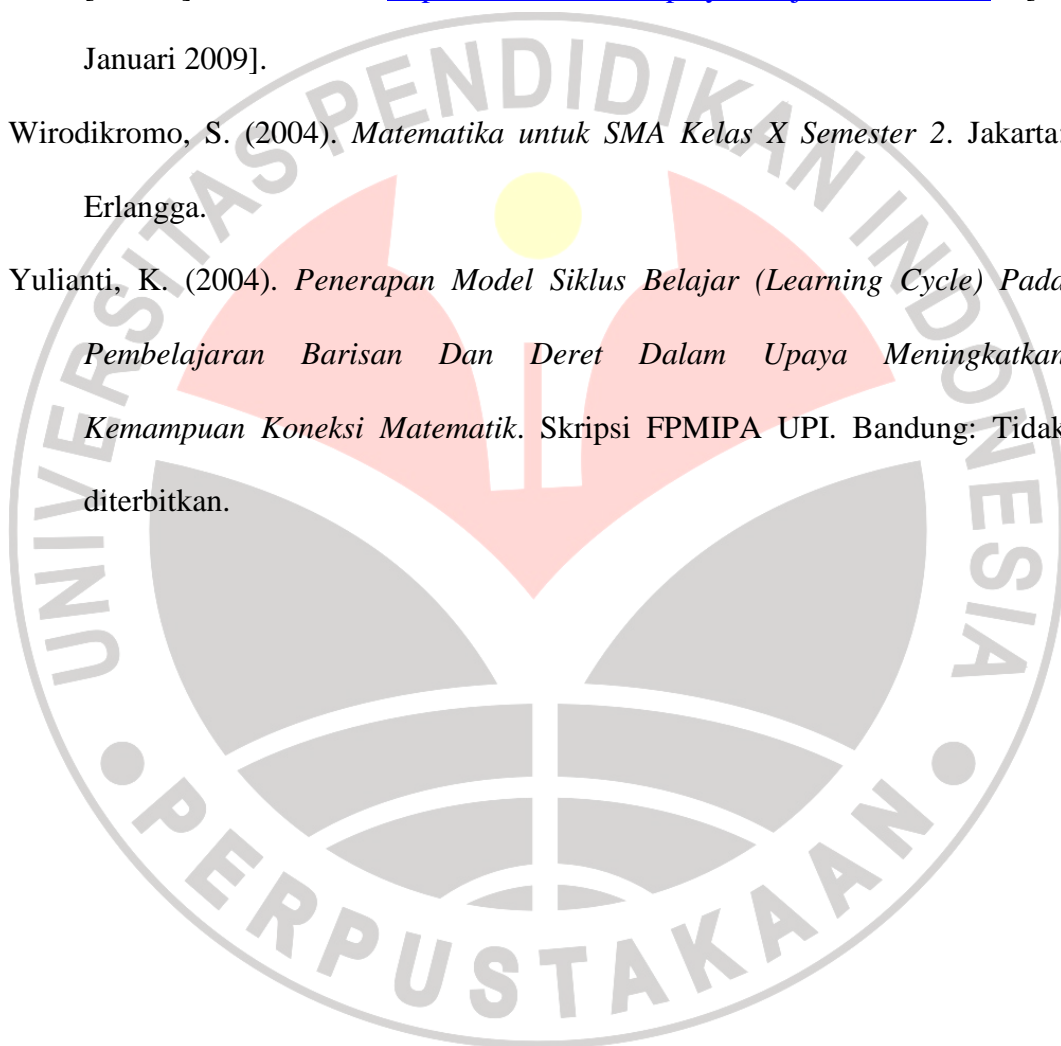 Januari 2009].
Wirodikromo, S. (2004). Matematika untuk SMA Kelas X Semester 2. Jakarta:
Erlangga.
Yulianti, K. (2004). Penerapan Model Siklus Belajar (Learning Cycle) Pada
Pembelajaran Barisan Dan Deret Dalam Upaya Meningkatkan
Kemampuan Koneksi Matematik. Skripsi FPMIPA UPI. Bandung: Tidak
diterbitkan.
UNIVERSITAS PENDIDIKAN INDONESIA
PERPUSTAKAAN